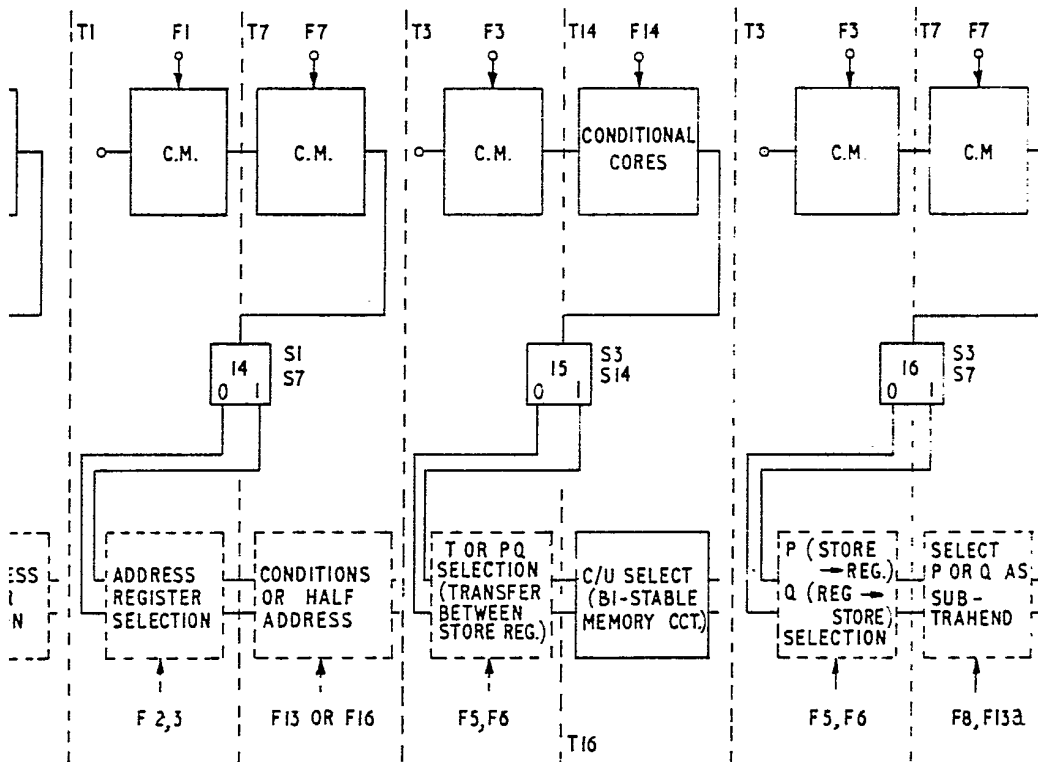 T1 F1 T7 F7 T3 F3 T14 F14 T3 F3 T7 F7
C.M.
C.M.
C.M.
CONDITIONAL
CORES
C.M.
C.M
14
0 1
S1
S7
15
0 1
S3
S14
16
0 1
S3
S7
ESS
R
N
ADDRESS
REGISTER
SELECTION
CONDITIONS
OR HALF
ADDRESS
T OR PQ
SELECTION
(TRANSFER
BETWEEN
STORE REG.)
C/U SELECT
(BI-STABLE
MEMORY CCT.)
P (STORE
→ REG.)
Q (REG →
STORE)
SELECTION
SELECT
P OR Q AS
SUB-
TRAHEND
F 2,3
F13 OR F16
F5,F6
T16
F5,F6
F8,F13a